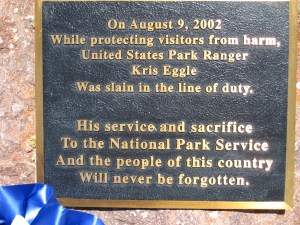 On August 9, 2002
While protecting visitors from harm,
United States Park Ranger
Kris Eggle
Was slain in the line of duty.
His service and sacrifice
To the National Park Service
And the people of this country
Will never be forgotten.